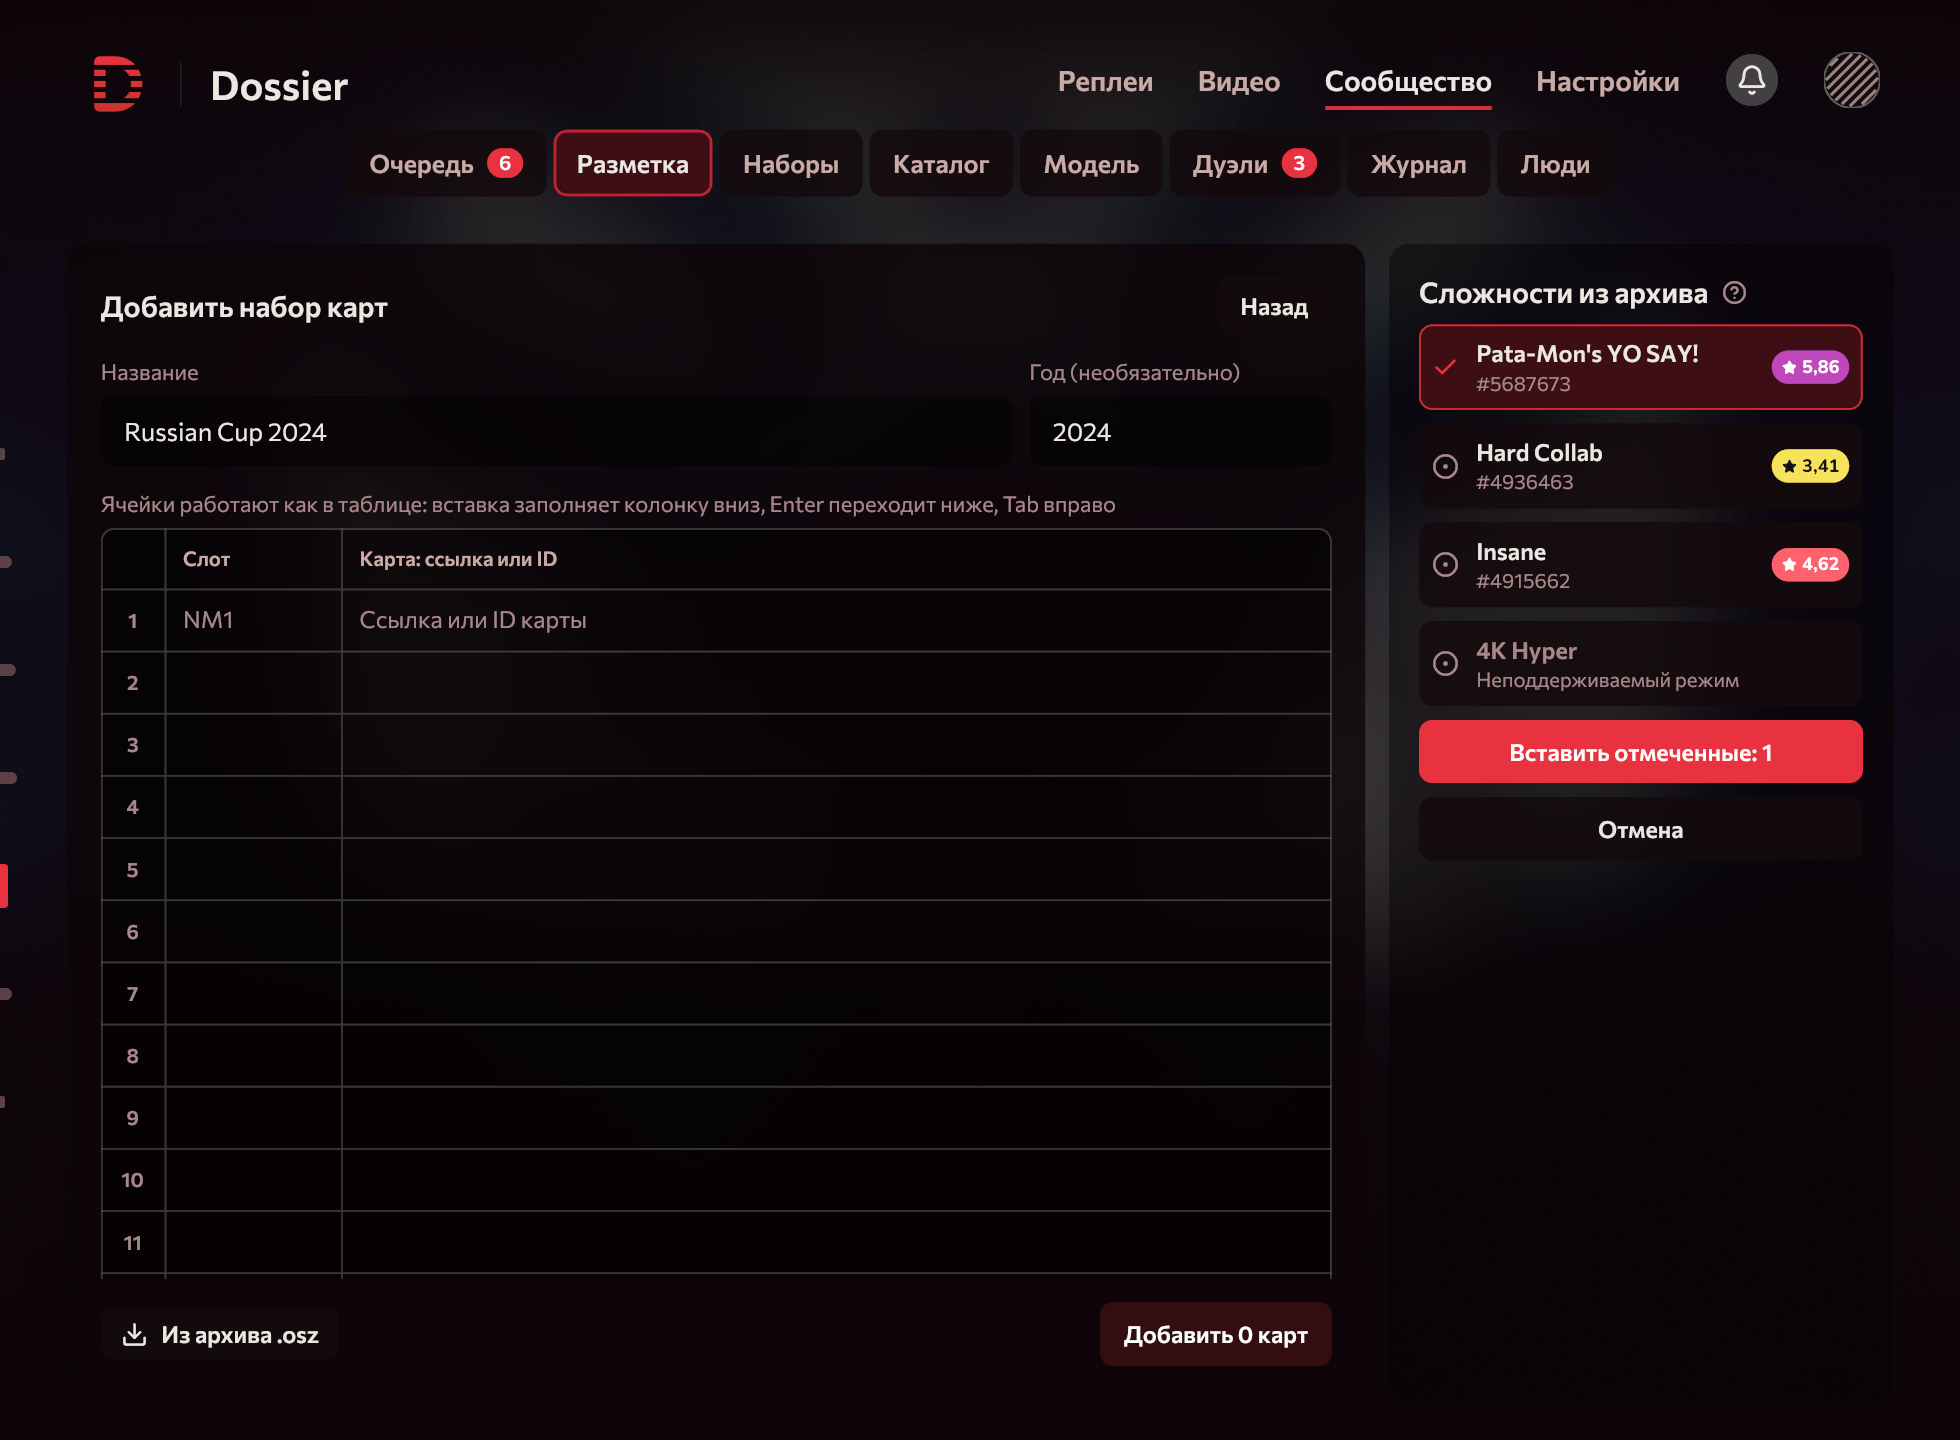 Dossier
Реплеи
Видео
Сообщество
Настройки
Очередь 6
Разметка
Наборы
Каталог
Модель
Дуэли 3
Журнал
Люди
Добавить набор карт
Назад
Название
Год (необязательно)
Russian Cup 2024
2024
Ячейки работают как в таблице: вставка заполняет колонку вниз, Enter переходит ниже, Tab вправо
Слот
Карта: ссылка или ID
1
NM1
Ссылка или ID карты
2
3
4
5
6
7
8
9
10
11
Из архива .osz
Добавить 0 карт
Сложности из архива
Pata-Mon's YO SAY!
#5687673
5,86
Hard Collab
#4936463
3,41
Insane
#4915662
4,62
4K Hyper
Неподдерживаемый режим
Вставить отмеченные: 1
Отмена